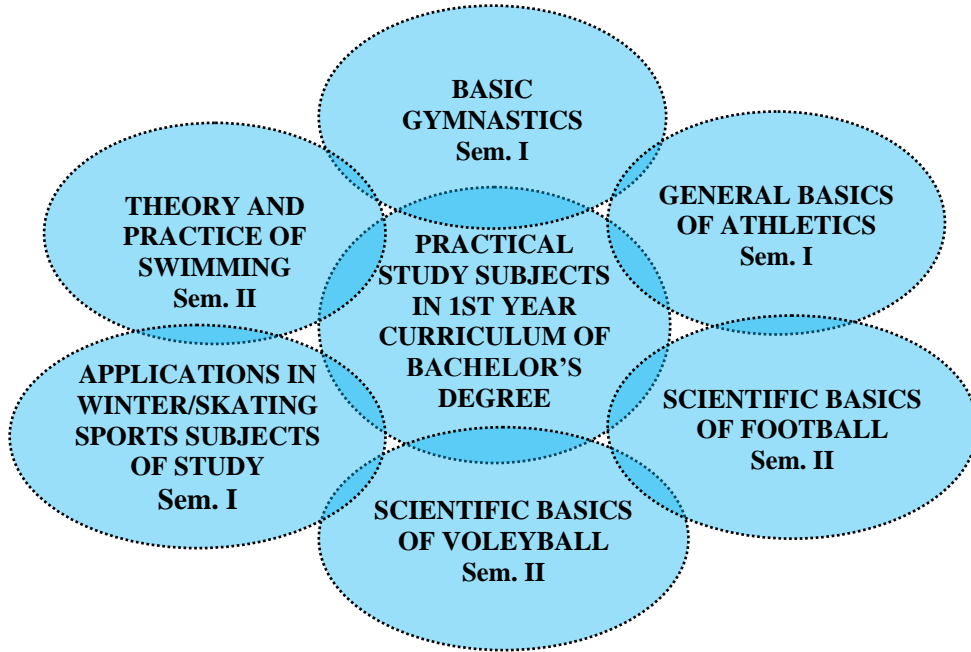 BASIC
GYMNASTICS
Sem. I
GENERAL BASICS
OF ATHLETICS
Sem. I
SCIENTIFIC BASICS
OF FOOTBALL
Sem. II
SCIENTIFIC BASICS
OF VOLEYBALL
Sem. II
APPLICATIONS IN
WINTER/SKATING
SPORTS SUBJECTS
OF STUDY
Sem. I
THEORY AND
PRACTICE OF
SWIMMING
Sem. II
PRACTICAL
STUDY SUBJECTS
IN 1ST YEAR
CURRICULUM OF
BACHELOR’S
DEGREE